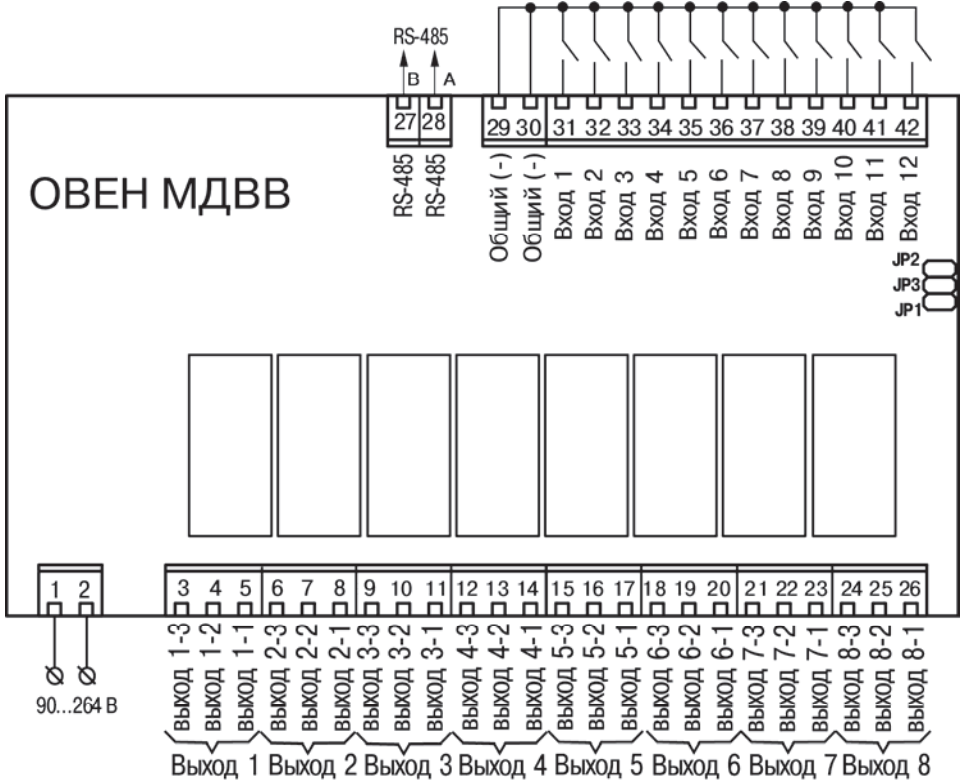 RS-485
B A
27 28 29 30 31 32 33 34 35 36 37 38 39 40 41 42
RS-485
RS-485
Общий (-)
Общий (-)
Вход 1
Вход 2
Вход 3
Вход 4
Вход 5
Вход 6
Вход 7
Вход 8
Вход 9
Вход 10
Вход 11
Вход 12
ОВЕН МДВВ
JP2
JP3
JP1
1 2 3 4 5 6 7 8 9 10 11 12 13 14 15 16 17 18 19 20 21 22 23 24 25 26
90...264 В
выход 1-3
выход 1-2
выход 1-1
выход 2-3
выход 2-2
выход 2-1
выход 3-3
выход 3-2
выход 3-1
выход 4-3
выход 4-2
выход 4-1
выход 5-3
выход 5-2
выход 5-1
выход 6-3
выход 6-2
выход 6-1
выход 7-3
выход 7-2
выход 7-1
выход 8-3
выход 8-2
выход 8-1
Выход 1 Выход 2 Выход 3 Выход 4 Выход 5 Выход 6 Выход 7 Выход 8